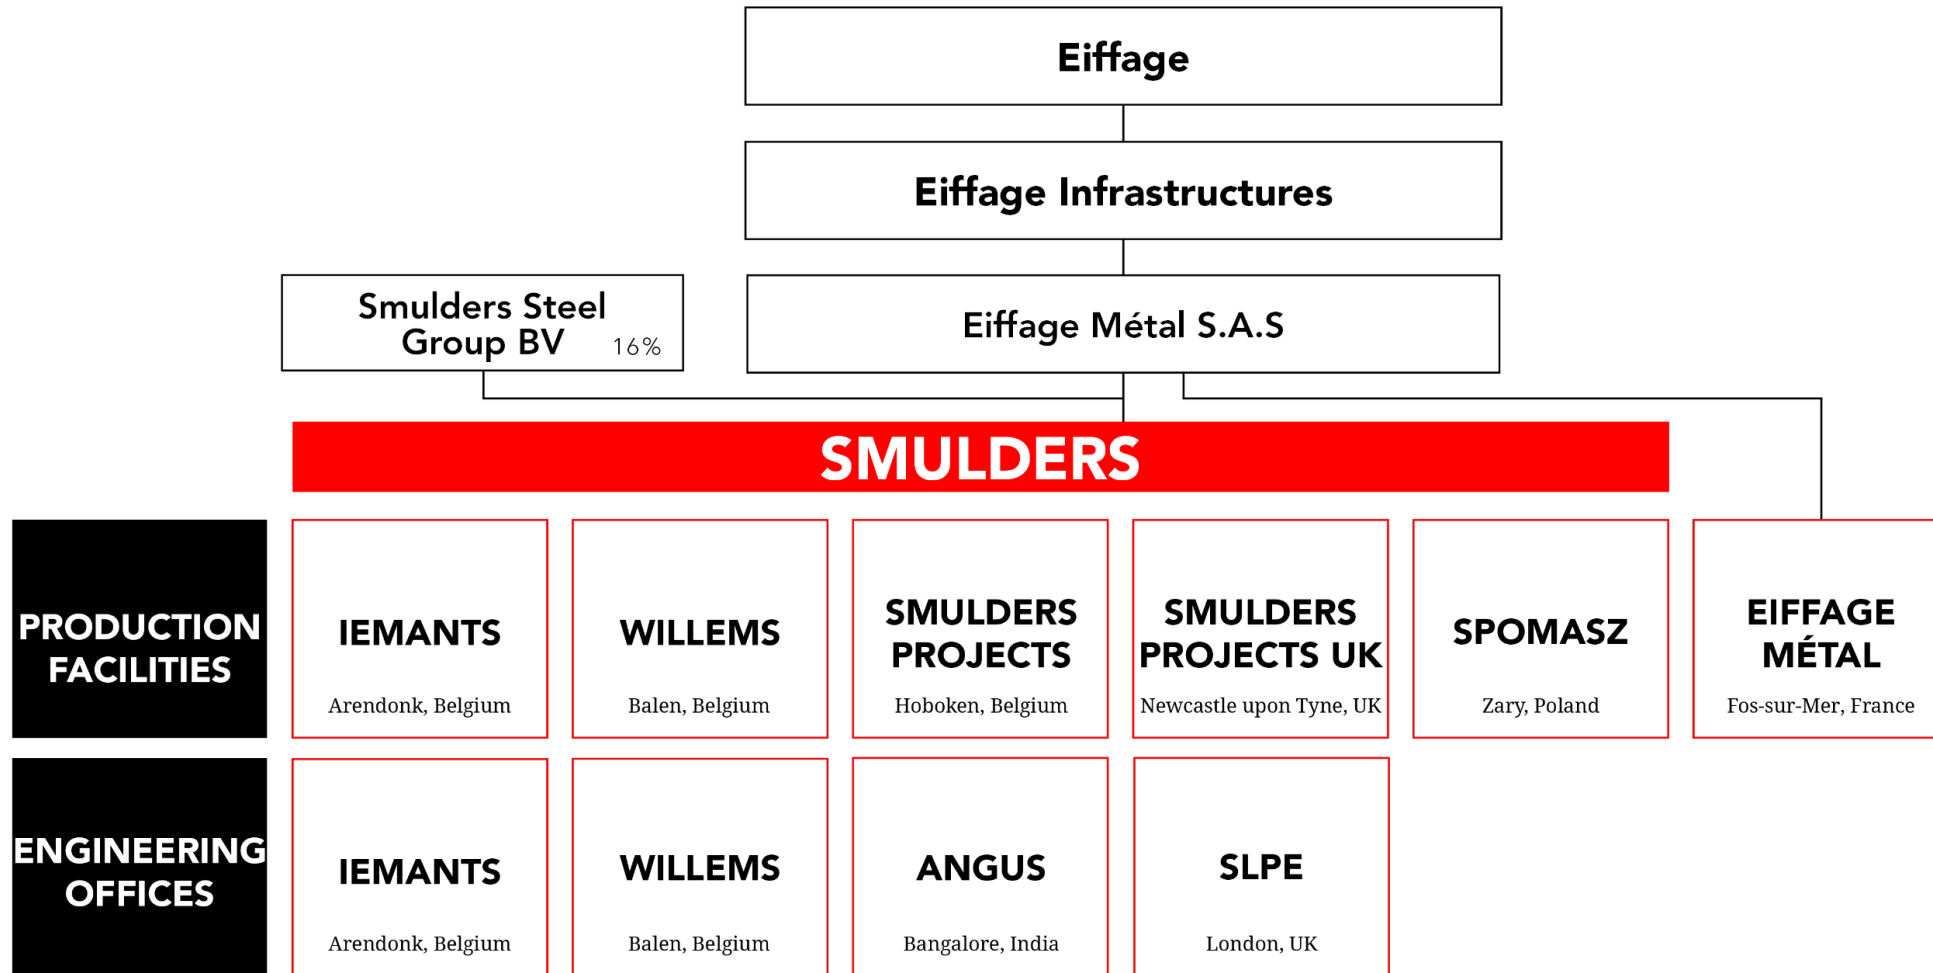 Eiffage
Eiffage Infrastructures
Smulders Steel
Group BV 16%
Eiffage Métal S.A.S
SMULDERS
PRODUCTION
FACILITIES
IEMANTS
Arendonk, Belgium
WILLEMS
Balen, Belgium
SMULDERS
PROJECTS
Hoboken, Belgium
SMULDERS
PROJECTS UK
Newcastle upon Tyne, UK
SPOMASZ
Zary, Poland
EIFFAGE
MÉTAL
Fos-sur-Mer, France
ENGINEERING
OFFICES
IEMANTS
Arendonk, Belgium
WILLEMS
Balen, Belgium
ANGUS
Bangalore, India
SLPE
London, UK